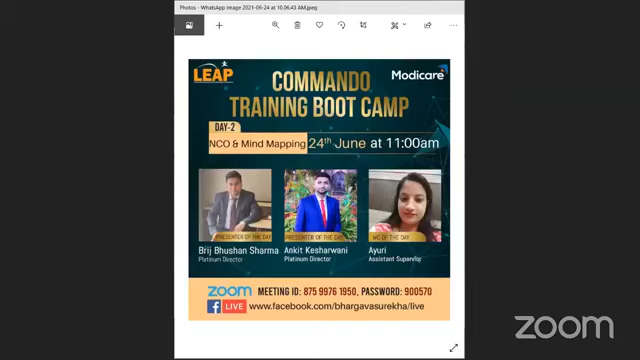 Photos - WhatsApp Image 2021-06-24 at 10.06.43 AM.jpeg
LEAP
Modicare
COMMANDO
TRAINING BOOT CAMP
DAY-2
NCO & Mind Mapping 24th June at 11:00am
PRESENTER OF THE DAY
PRESENTER OF THE DAY
MC OF THE DAY
Brij Bhushan Sharma
Platinum Director
Ankit Kesharwani
Platinum Director
Ayuri
Assistant Supervior
zoom MEETING ID: 875 9976 1950, PASSWORD: 900570
f LIVE www.facebook.com/bhargavasurekha/live
zoom